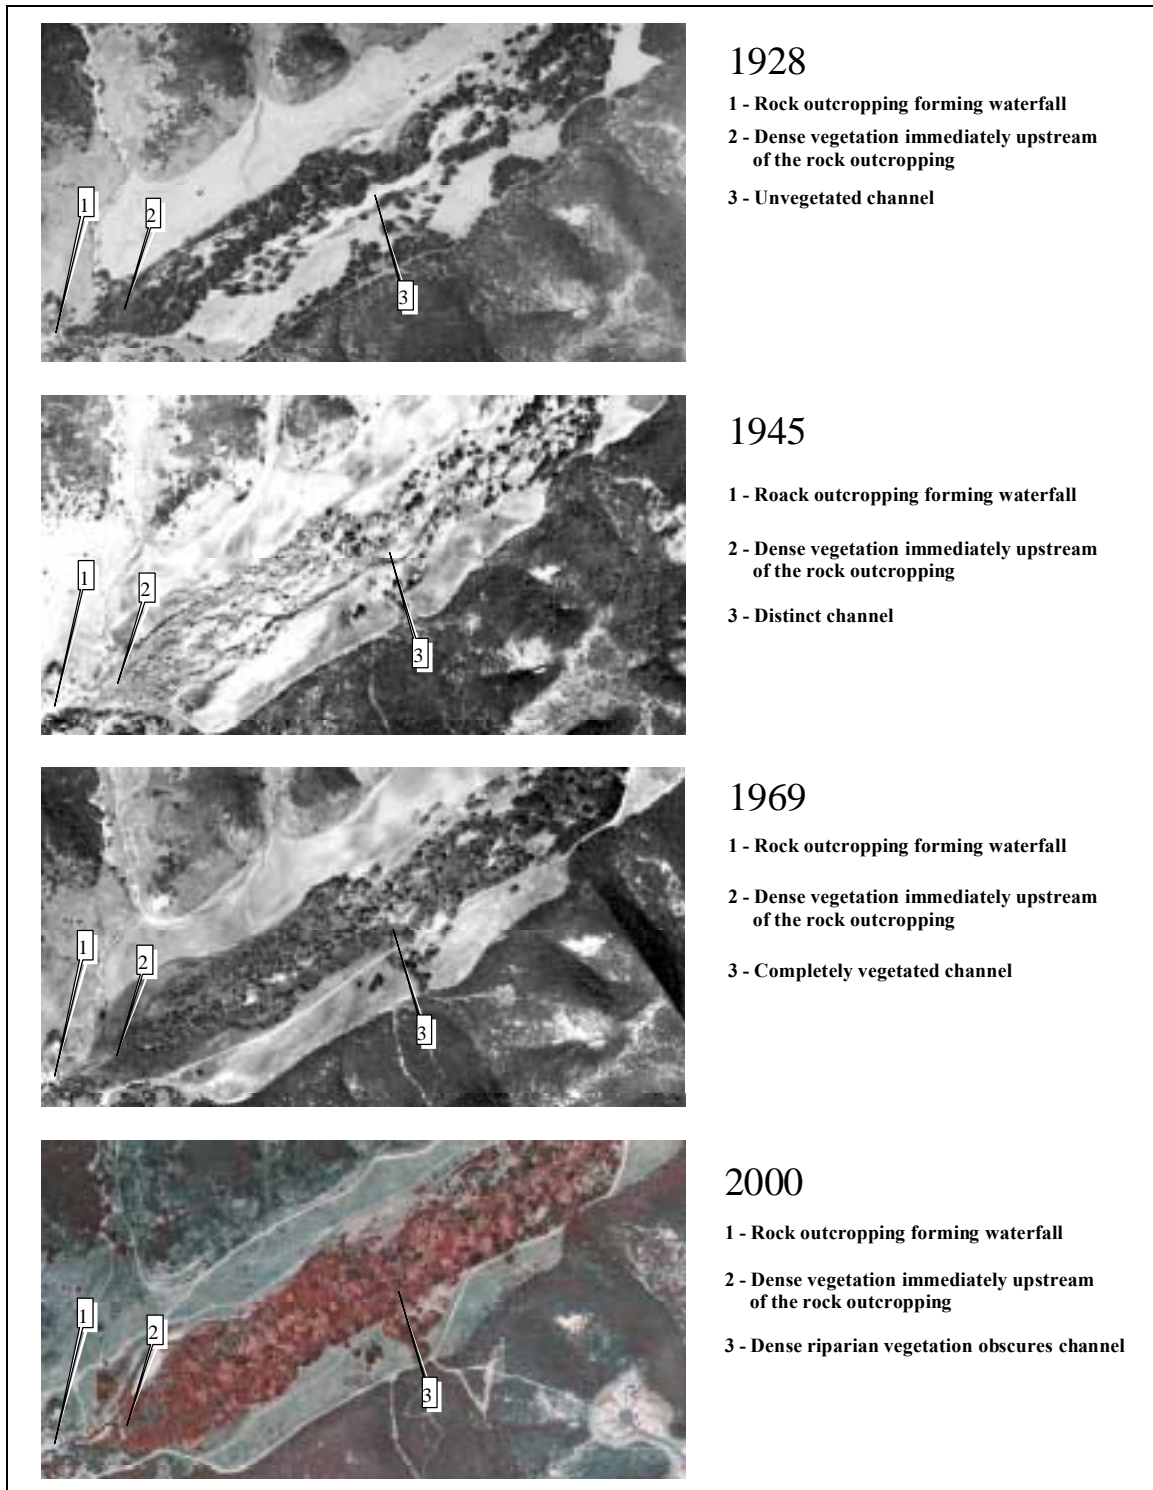 1928
1 - Rock outcropping forming waterfall
2 - Dense vegetation immediately upstream
of the rock outcropping
3 - Unvegetated channel
1
2
3
1945
1 - Roack outcropping forming waterfall
2 - Dense vegetation immediately upstream
of the rock outcropping
3 - Distinct channel
1
2
3
1969
1 - Rock outcropping forming waterfall
2 - Dense vegetation immediately upstream
of the rock outcropping
3 - Completely vegetated channel
1
2
3
2000
1 - Rock outcropping forming waterfall
2 - Dense vegetation immediately upstream
of the rock outcropping
3 - Dense riparian vegetation obscures channel
1
2
3